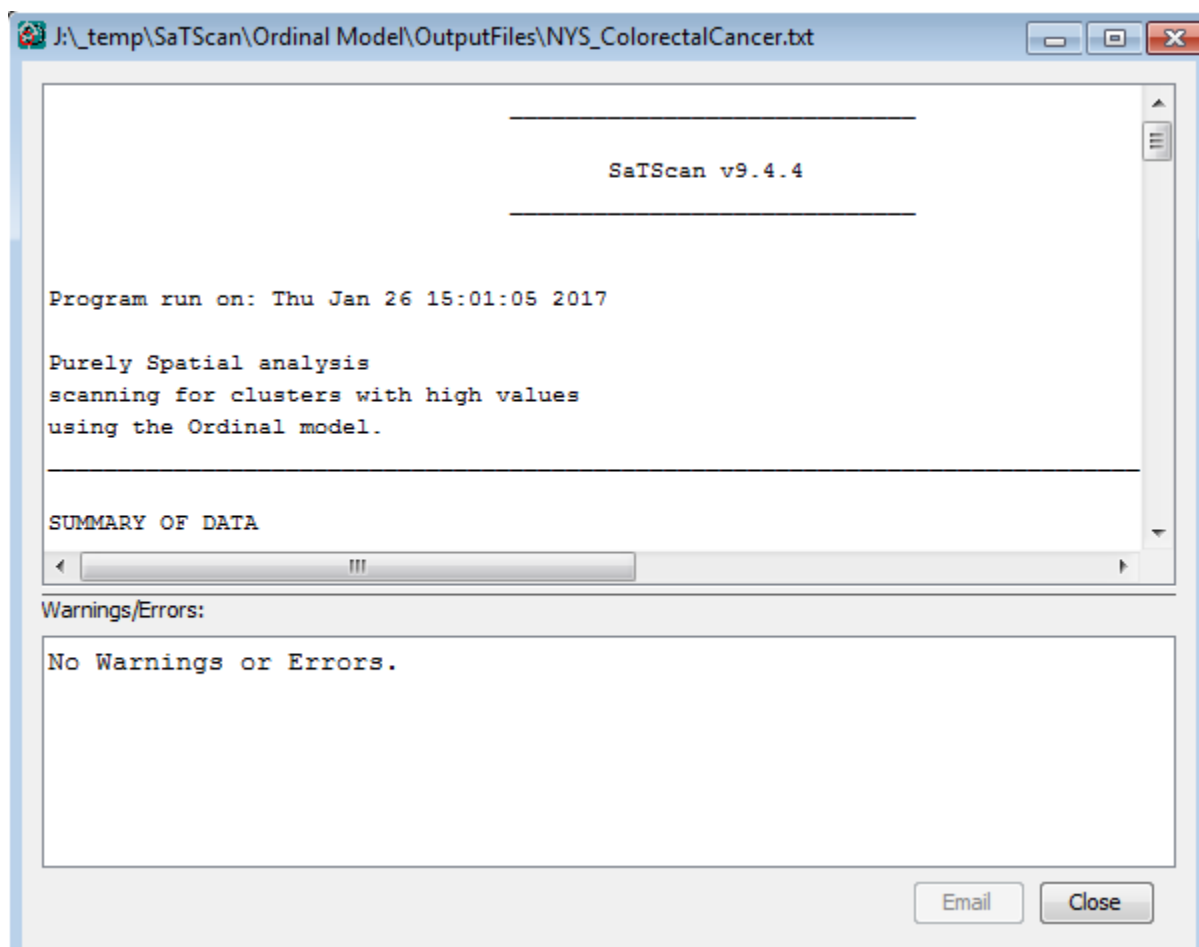 J:\_temp\SaTScan\Ordinal Model\OutputFiles\NYS_ColorectalCancer.txt
SaTScan v9.4.4
Program run on: Thu Jan 26 15:01:05 2017
Purely Spatial analysis
scanning for clusters with high values
using the Ordinal model.
SUMMARY OF DATA
Warnings/Errors:
No Warnings or Errors.
Email Close